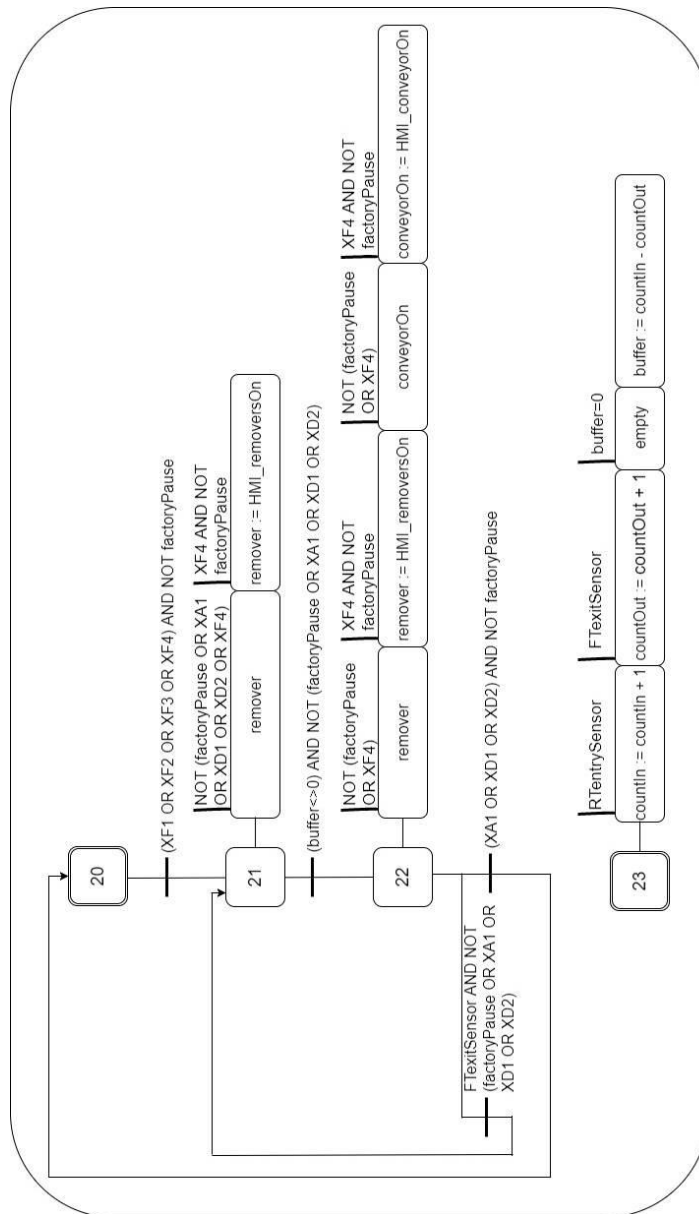 20
(XF1 OR XF2 OR XF3 OR XF4) AND NOT factoryPause
21
NOT (factoryPause OR XA1
OR XD1 OR XD2 OR XF4)
remover
XF4 AND NOT
factoryPause
remover := HMI_removersOn
(buffer<>0) AND NOT (factoryPause OR XA1 OR XD1 OR XD2)
22
NOT (factoryPause
OR XF4)
remover
XF4 AND NOT
factoryPause
remover := HMI_removersOn
NOT (factoryPause
OR XF4)
conveyorOn
XF4 AND NOT
factoryPause
conveyorOn := HMI_conveyorOn
FTexitSensor AND NOT
(factoryPause OR XA1 OR
XD1 OR XD2)
(XA1 OR XD1 OR XD2) AND NOT factoryPause
23
RTentrySensor
countIn := countIn + 1
FTexitSensor
countOut := countOut + 1
buffer=0
empty
buffer := countIn - countOut